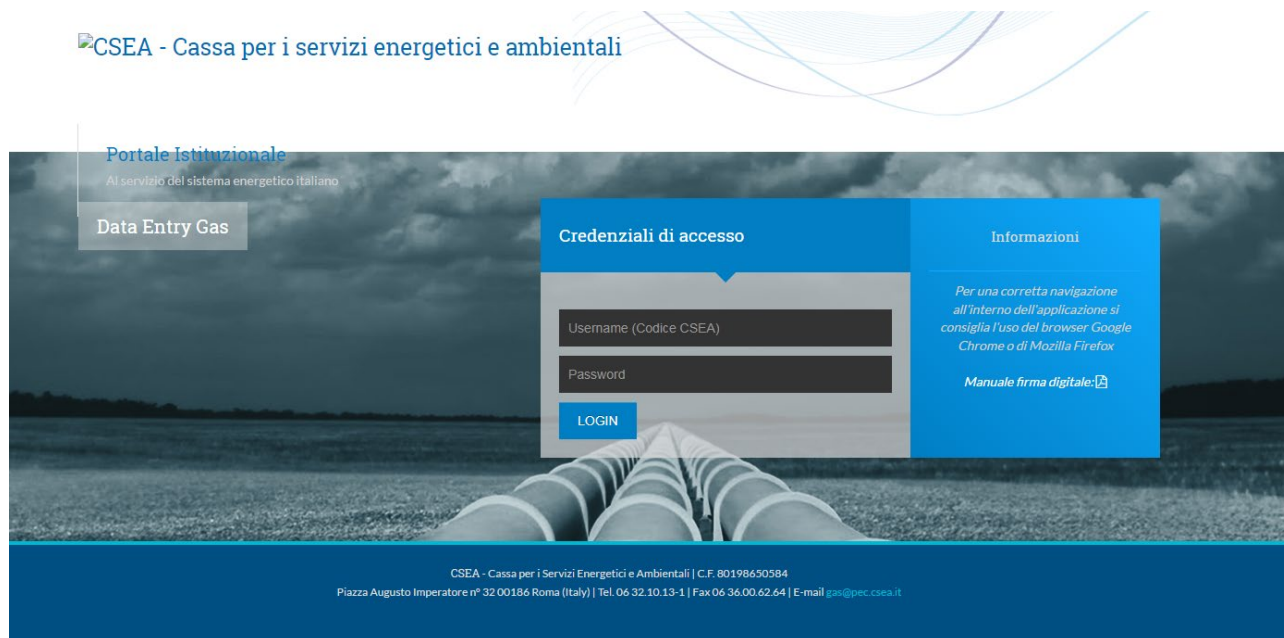 CSEA - Cassa per i servizi energetici e ambientali
Portale Istituzionale
Al servizio del sistema energetico italiano
Data Entry Gas
Credenziali di accesso
Username (Codice CSEA)
Password
LOGIN
Informazioni
Per una corretta navigazione
all'interno dell'applicazione si
consiglia l'uso del browser Google
Chrome o di Mozilla Firefox
Manuale firma digitale:
CSEA - Cassa per i Servizi Energetici e Ambientali | C.F. 80198650584
Piazza Augusto Imperatore n° 32 00186 Roma (Italy) | Tel. 06 32.10.13-1 | Fax 06 36.00.62.64 | E-mail gas@pec.csea.it